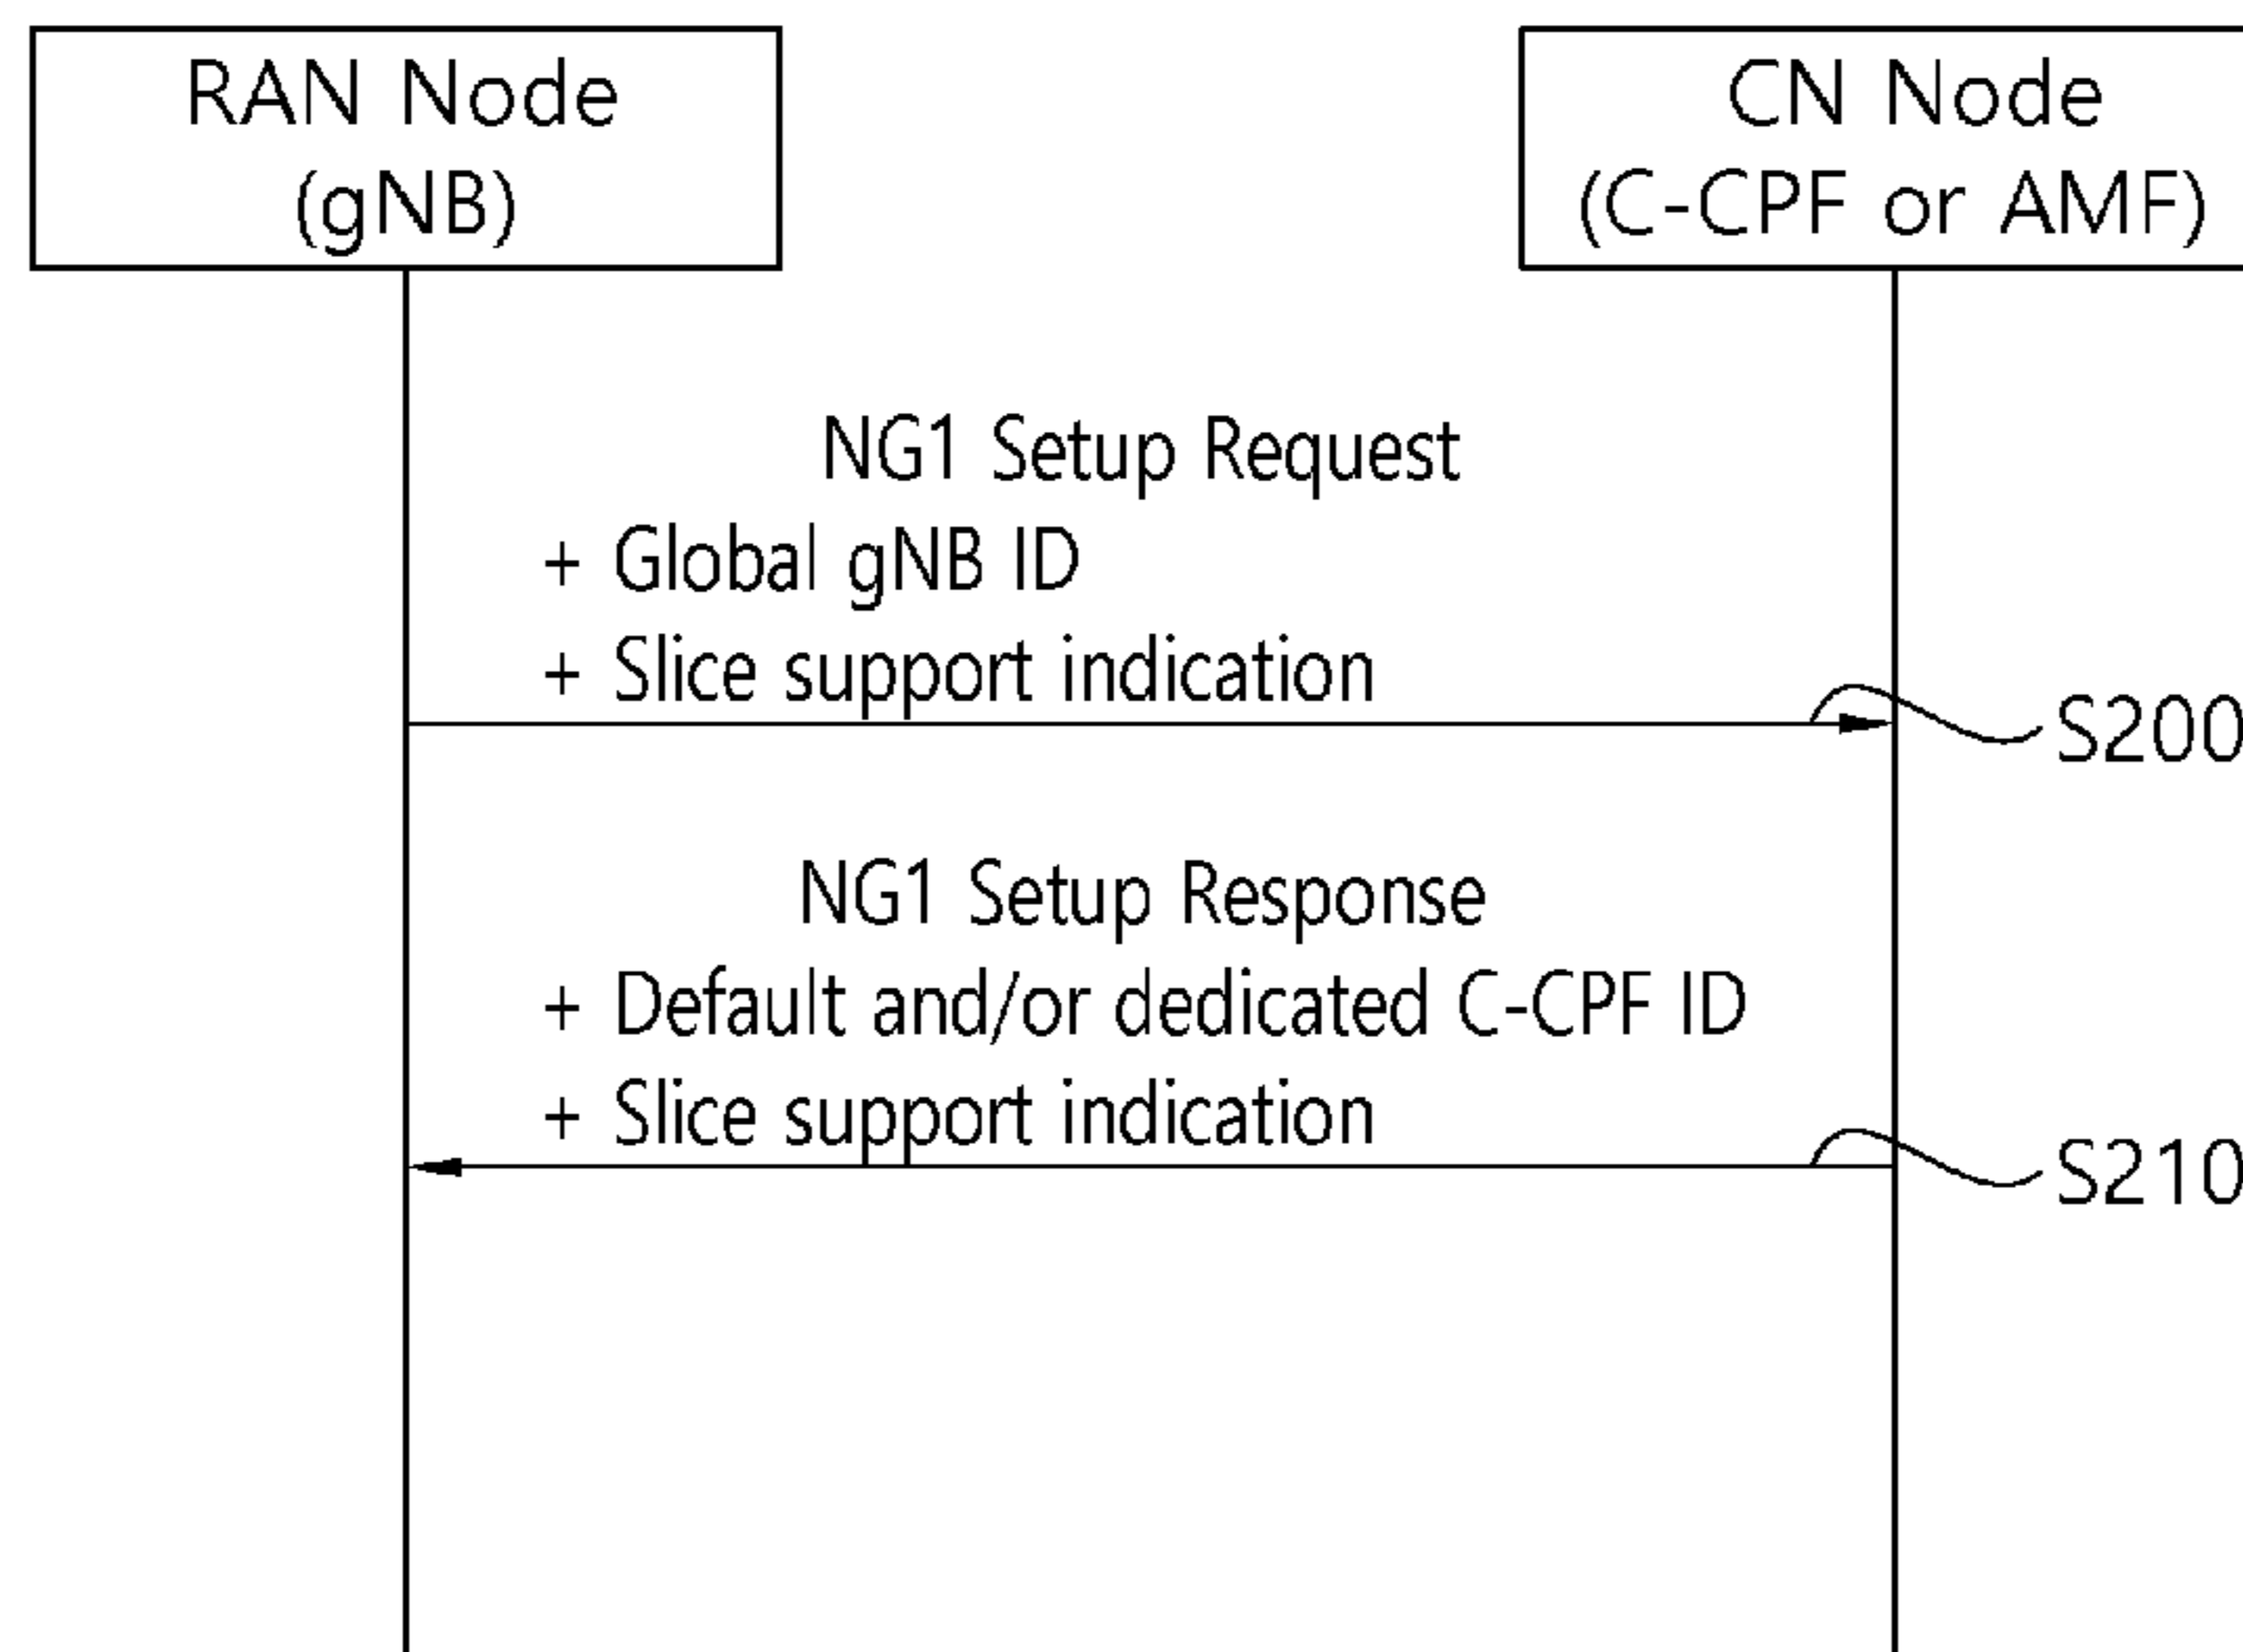 RAN Node
(gNB)
CN Node
(C-CPF or AMF)
NG1 Setup Request
+ Global gNB ID
+ Slice support indication
S200
NG1 Setup Response
+ Default and/or dedicated C-CPF ID
+ Slice support indication
S210